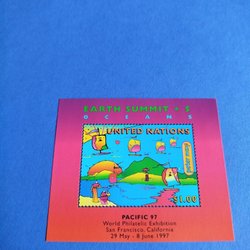 EARTH SUMMIT + 5
OCEANS
UNITED NATIONS
$1.00
PACIFIC 97
World Philatelic Exhibition
San Francisco, California
29 May - 8 June 1997